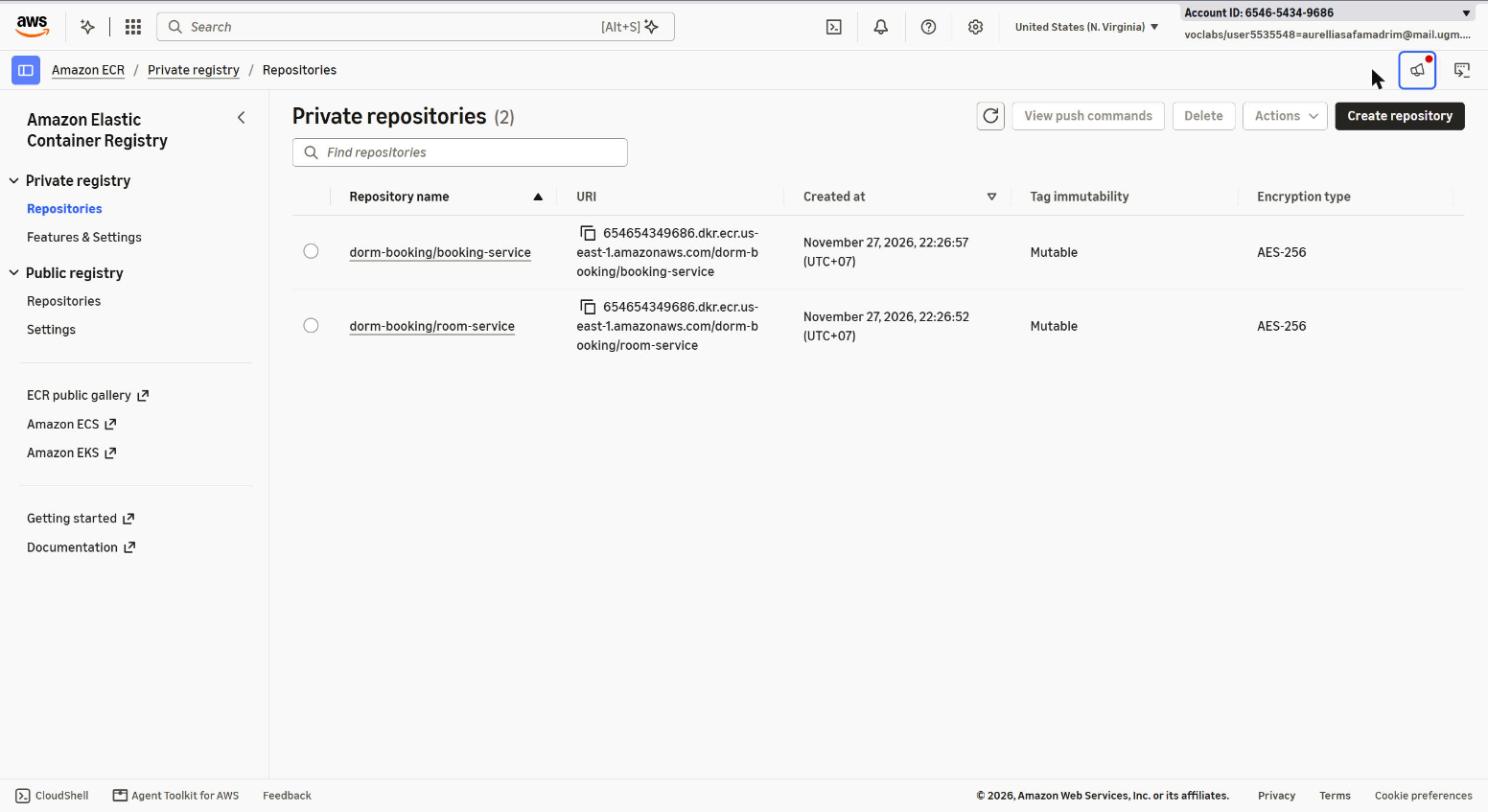 aws
Search [Alt+S]
United States (N. Virginia)
Account ID: 6546-5434-9686
voclabs/user5535548=aurelliasafamadrim@mail.ugm....
Amazon ECR / Private registry / Repositories
Amazon Elastic
Container Registry
Private registry
Repositories
Features & Settings
Public registry
Repositories
Settings
ECR public gallery
Amazon ECS
Amazon EKS
Getting started
Documentation
Private repositories (2)
View push commands
Delete
Actions
Create repository
Find repositories
Repository name
URI
Created at
Tag immutability
Encryption type
dorm-booking/booking-service
654654349686.dkr.ecr.us-
east-1.amazonaws.com/dorm-b
ooking/booking-service
November 27, 2026, 22:26:57
(UTC+07)
Mutable
AES-256
dorm-booking/room-service
654654349686.dkr.ecr.us-
east-1.amazonaws.com/dorm-b
ooking/room-service
November 27, 2026, 22:26:52
(UTC+07)
Mutable
AES-256
CloudShell
Agent Toolkit for AWS
Feedback
© 2026, Amazon Web Services, Inc. or its affiliates.
Privacy
Terms
Cookie preferences